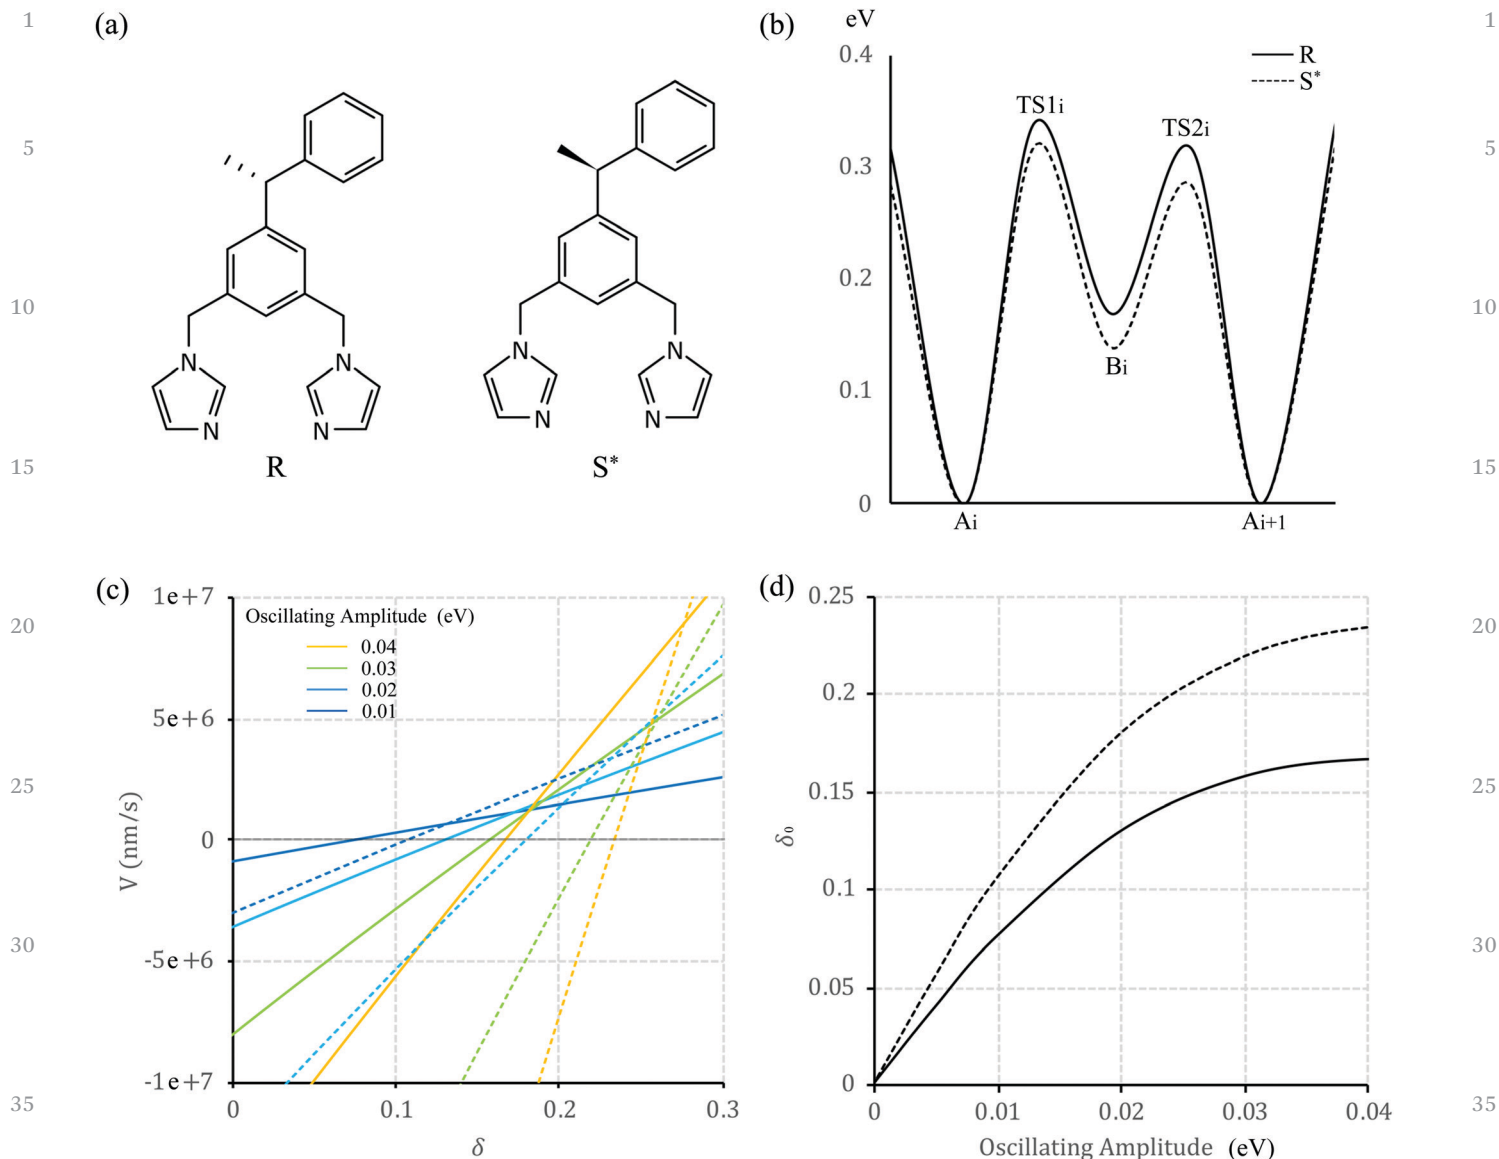 1
5
10
15
20
25
30
35
(a)
N
N
N
N
R
N
N
N
N
S*
(b)
eV
0.4
0.3
0.2
0.1
0
R
S*
TS1i
TS2i
Bi
Ai
Ai+1
(c)
1e+7
5e+6
0
-5e+6
-1e+7
V (nm/s)
Oscillating Amplitude (eV)
0.04
0.03
0.02
0.01
0
0.1
0.2
0.3
δ
(d)
0.25
0.2
0.15
0.1
0.05
0
δ₀
0
0.01
0.02
0.03
0.04
Oscillating Amplitude (eV)
1
5
10
15
20
25
30
35